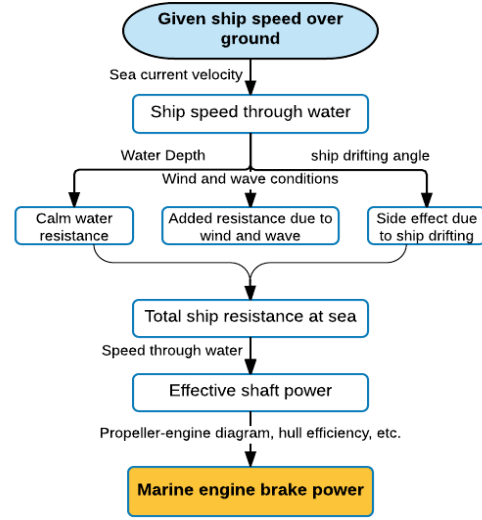 Given ship speed over
ground
Sea current velocity
Ship speed through water
Water Depth
ship drifting angle
Wind and wave conditions
Calm water
resistance
Added resistance due to
wind and wave
Side effect due
to ship drifting
Total ship resistance at sea
Speed through water
Effective shaft power
Propeller-engine diagram, hull efficiency, etc.
Marine engine brake power